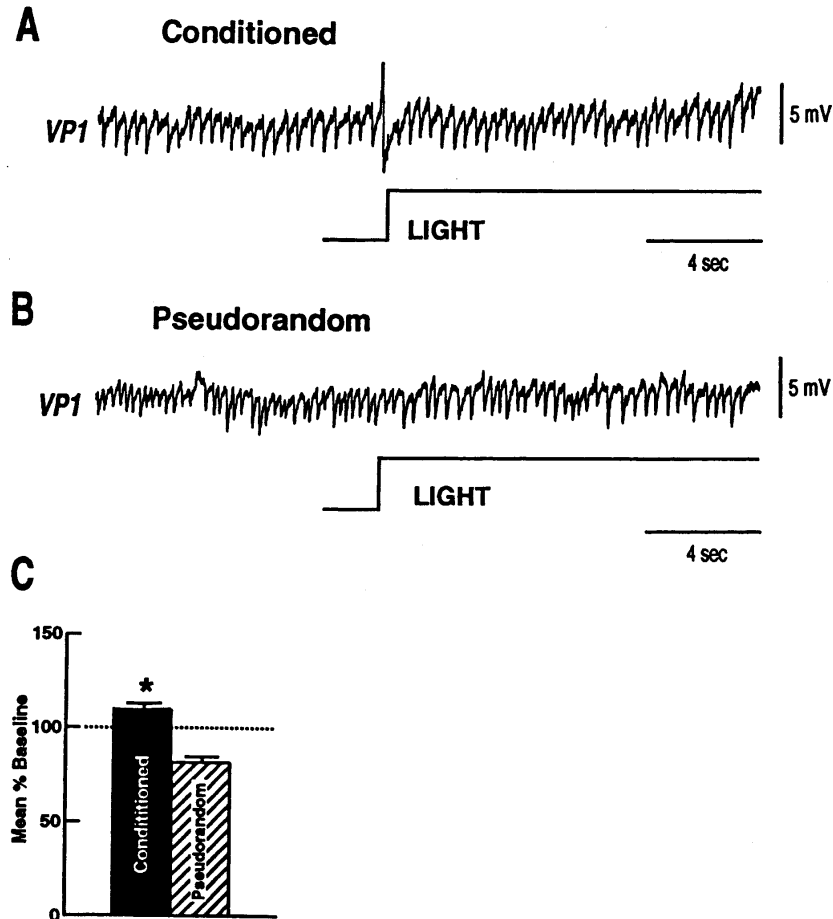 A
Conditioned
VP1
5 mV
LIGHT
4 sec
B
Pseudorandom
VP1
5 mV
LIGHT
4 sec
C
150
100
50
0
Mean % Baseline
*
Condititioned
Pseudorandom